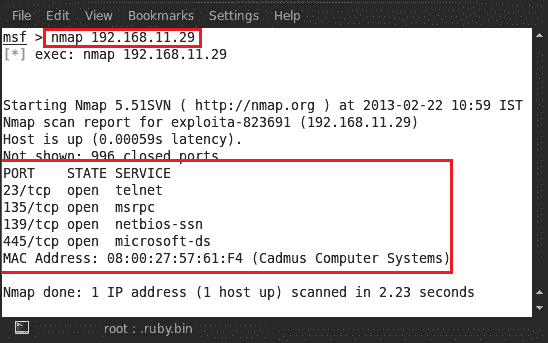 File Edit View Bookmarks Settings Help
msf > nmap 192.168.11.29
[*] exec: nmap 192.168.11.29
Starting Nmap 5.51SVN ( http://nmap.org ) at 2013-02-22 10:59 IST
Nmap scan report for exploita-823691 (192.168.11.29)
Host is up (0.00059s latency).
Not shown: 996 closed ports
PORT STATE SERVICE
23/tcp open telnet
135/tcp open msrpc
139/tcp open netbios-ssn
445/tcp open microsoft-ds
MAC Address: 08:00:27:57:61:F4 (Cadmus Computer Systems)
Nmap done: 1 IP address (1 host up) scanned in 2.23 seconds
root : .ruby.bin